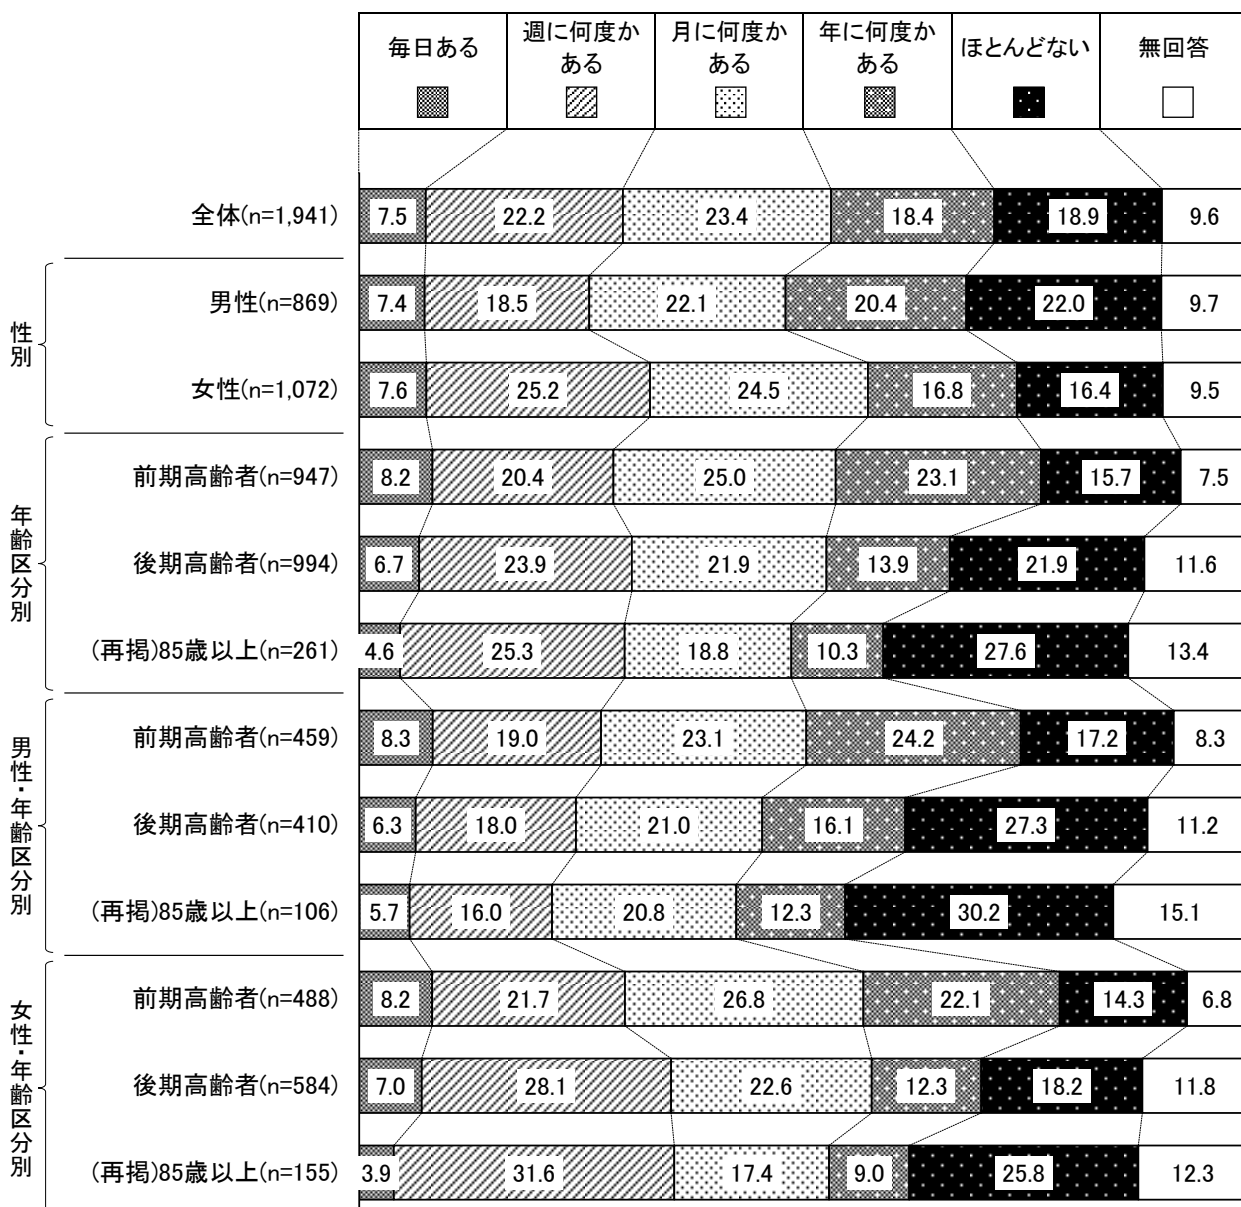 毎日ある
週に何度か
ある
月に何度か
ある
年に何度か
ある
ほとんどない
無回答
全体(n=1,941)
7.5 22.2 23.4 18.4 18.9 9.6
性別
男性(n=869)
7.4 18.5 22.1 20.4 22.0 9.7
女性(n=1,072)
7.6 25.2 24.5 16.8 16.4 9.5
年齢区分別
前期高齢者(n=947)
8.2 20.4 25.0 23.1 15.7 7.5
後期高齢者(n=994)
6.7 23.9 21.9 13.9 21.9 11.6
(再掲)85歳以上(n=261)
4.6 25.3 18.8 10.3 27.6 13.4
男性・年齢区分別
前期高齢者(n=459)
8.3 19.0 23.1 24.2 17.2 8.3
後期高齢者(n=410)
6.3 18.0 21.0 16.1 27.3 11.2
(再掲)85歳以上(n=106)
5.7 16.0 20.8 12.3 30.2 15.1
女性・年齢区分別
前期高齢者(n=488)
8.2 21.7 26.8 22.1 14.3 6.8
後期高齢者(n=584)
7.0 28.1 22.6 12.3 18.2 11.8
(再掲)85歳以上(n=155)
3.9 31.6 17.4 9.0 25.8 12.3